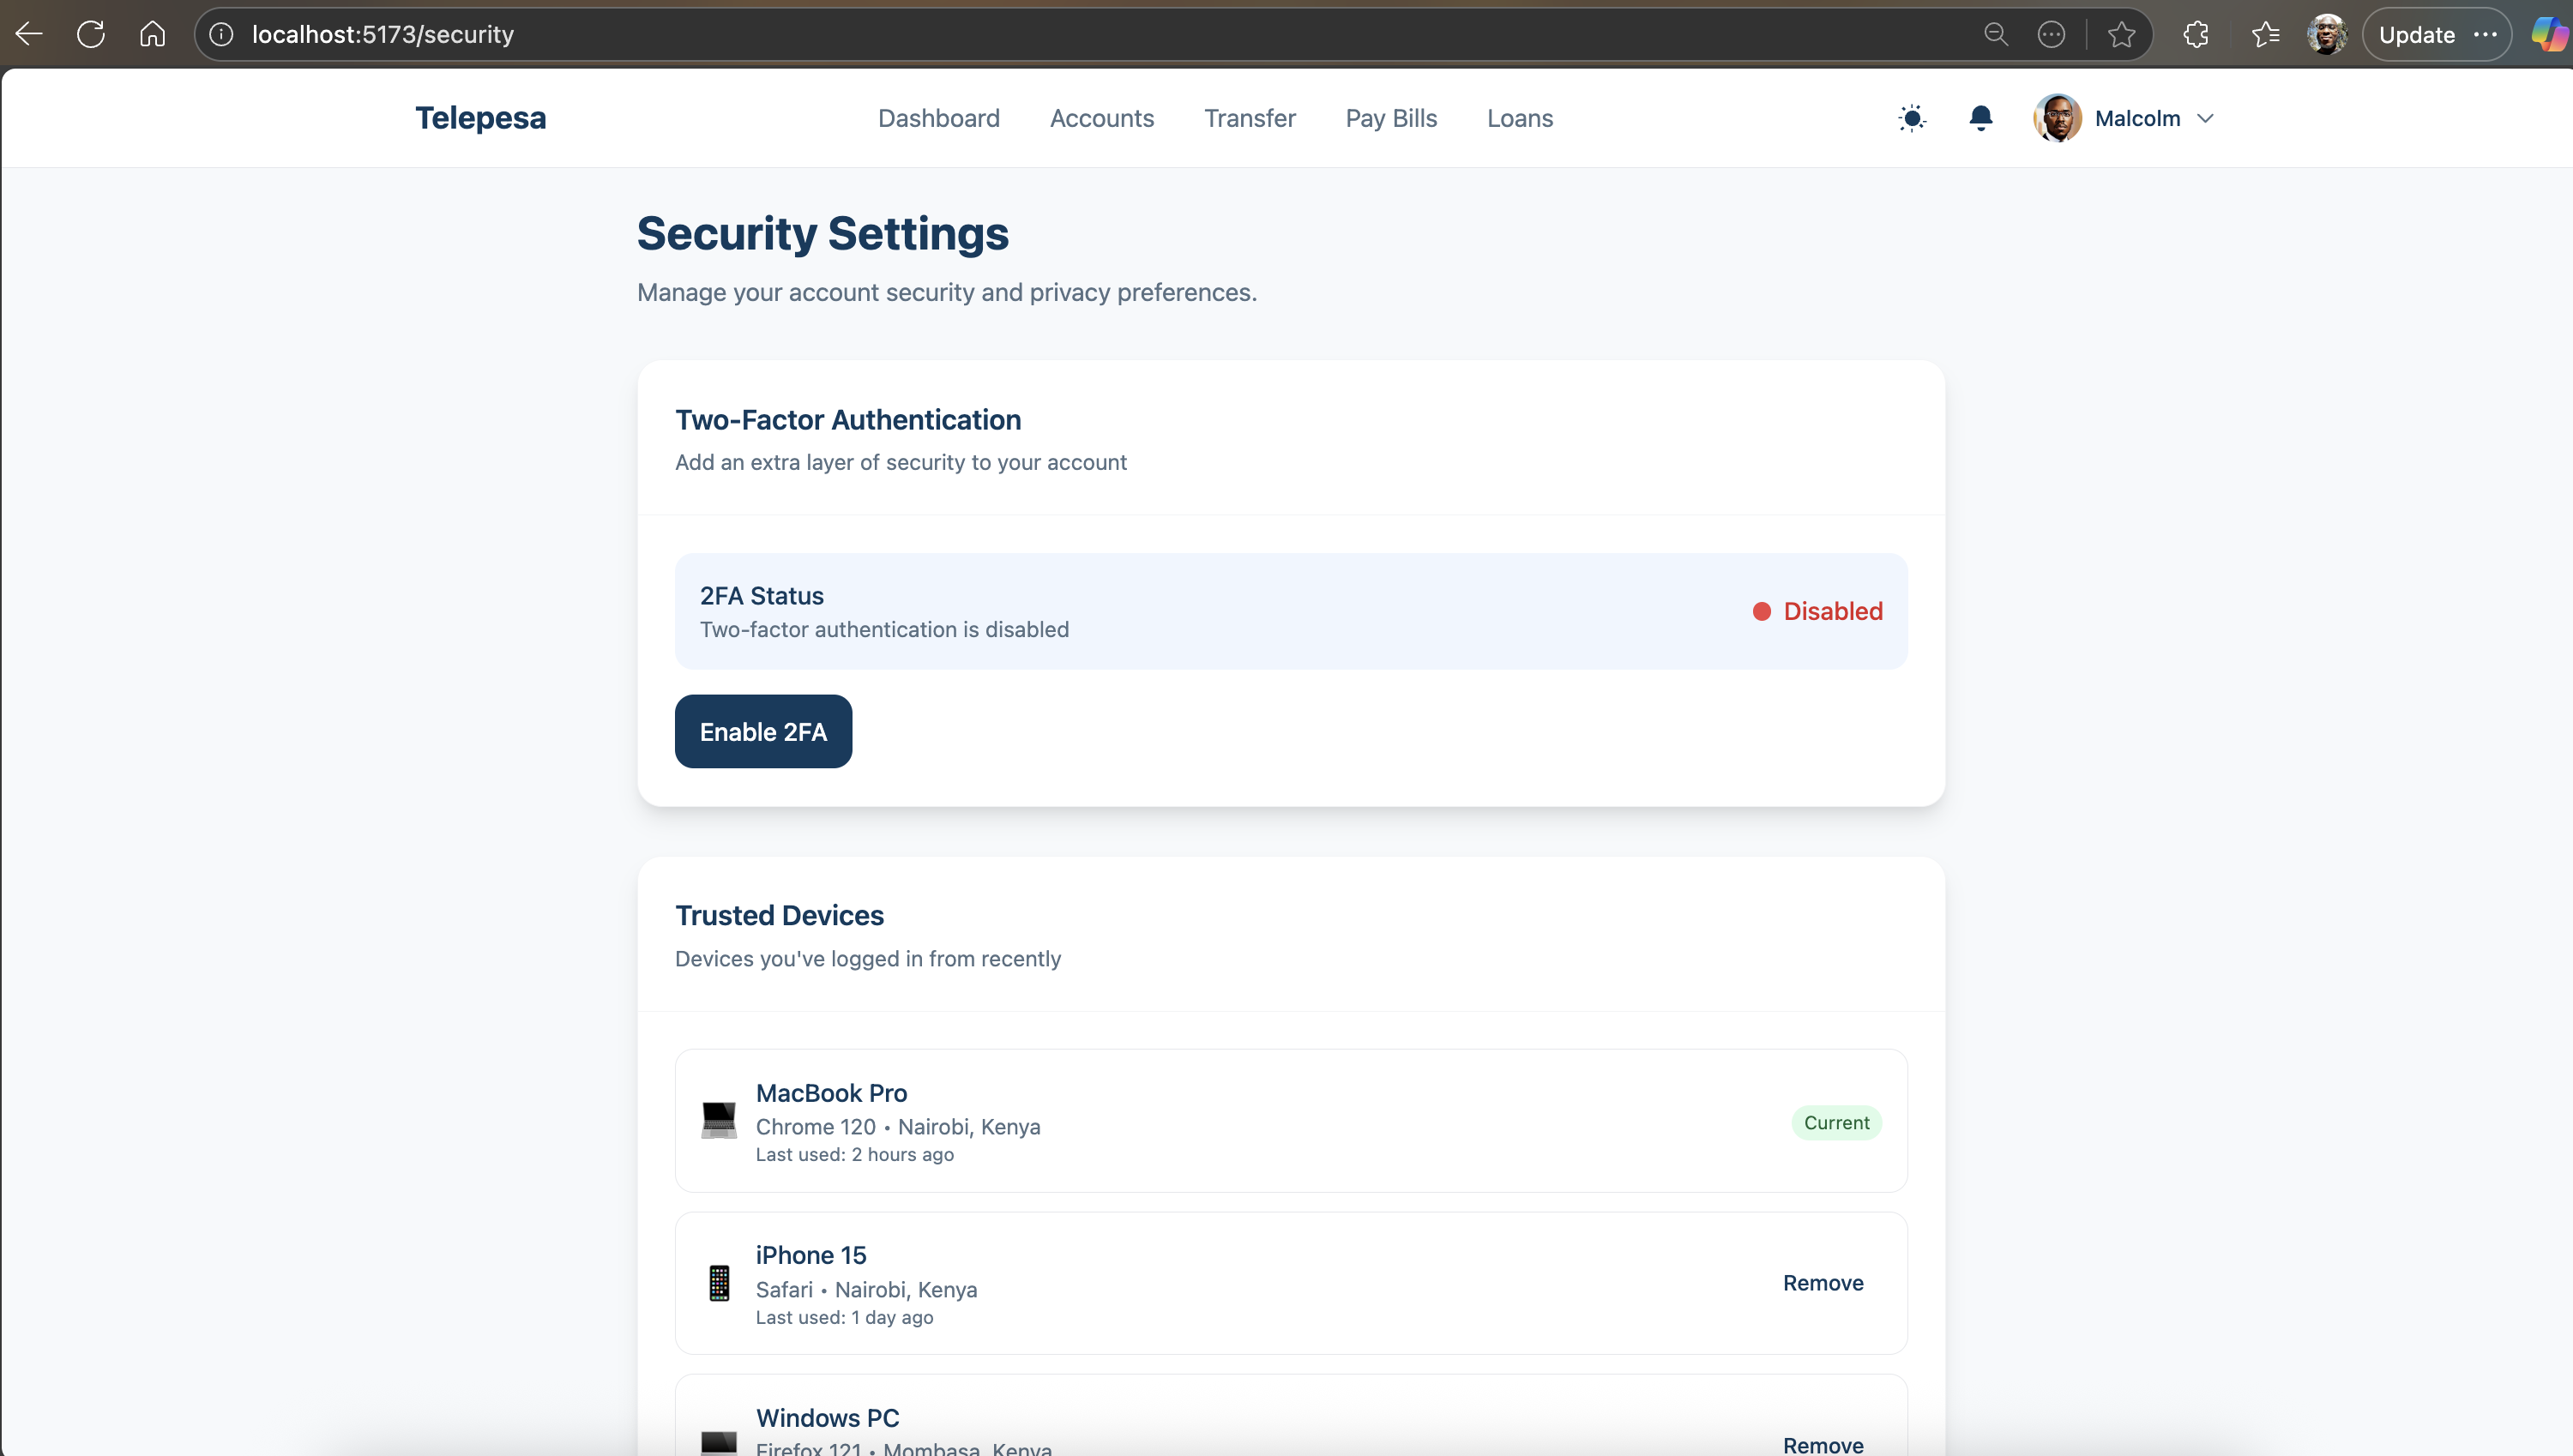 localhost:5173/security
Update
Telepesa
Dashboard Accounts Transfer Pay Bills Loans
Malcolm
Security Settings
Manage your account security and privacy preferences.
Two-Factor Authentication
Add an extra layer of security to your account
2FA Status
Two-factor authentication is disabled
Disabled
Enable 2FA
Trusted Devices
Devices you've logged in from recently
MacBook Pro
Chrome 120 • Nairobi, Kenya
Last used: 2 hours ago
Current
iPhone 15
Safari • Nairobi, Kenya
Last used: 1 day ago
Remove
Windows PC
Firefox 121 • Mombasa, Kenya
Remove